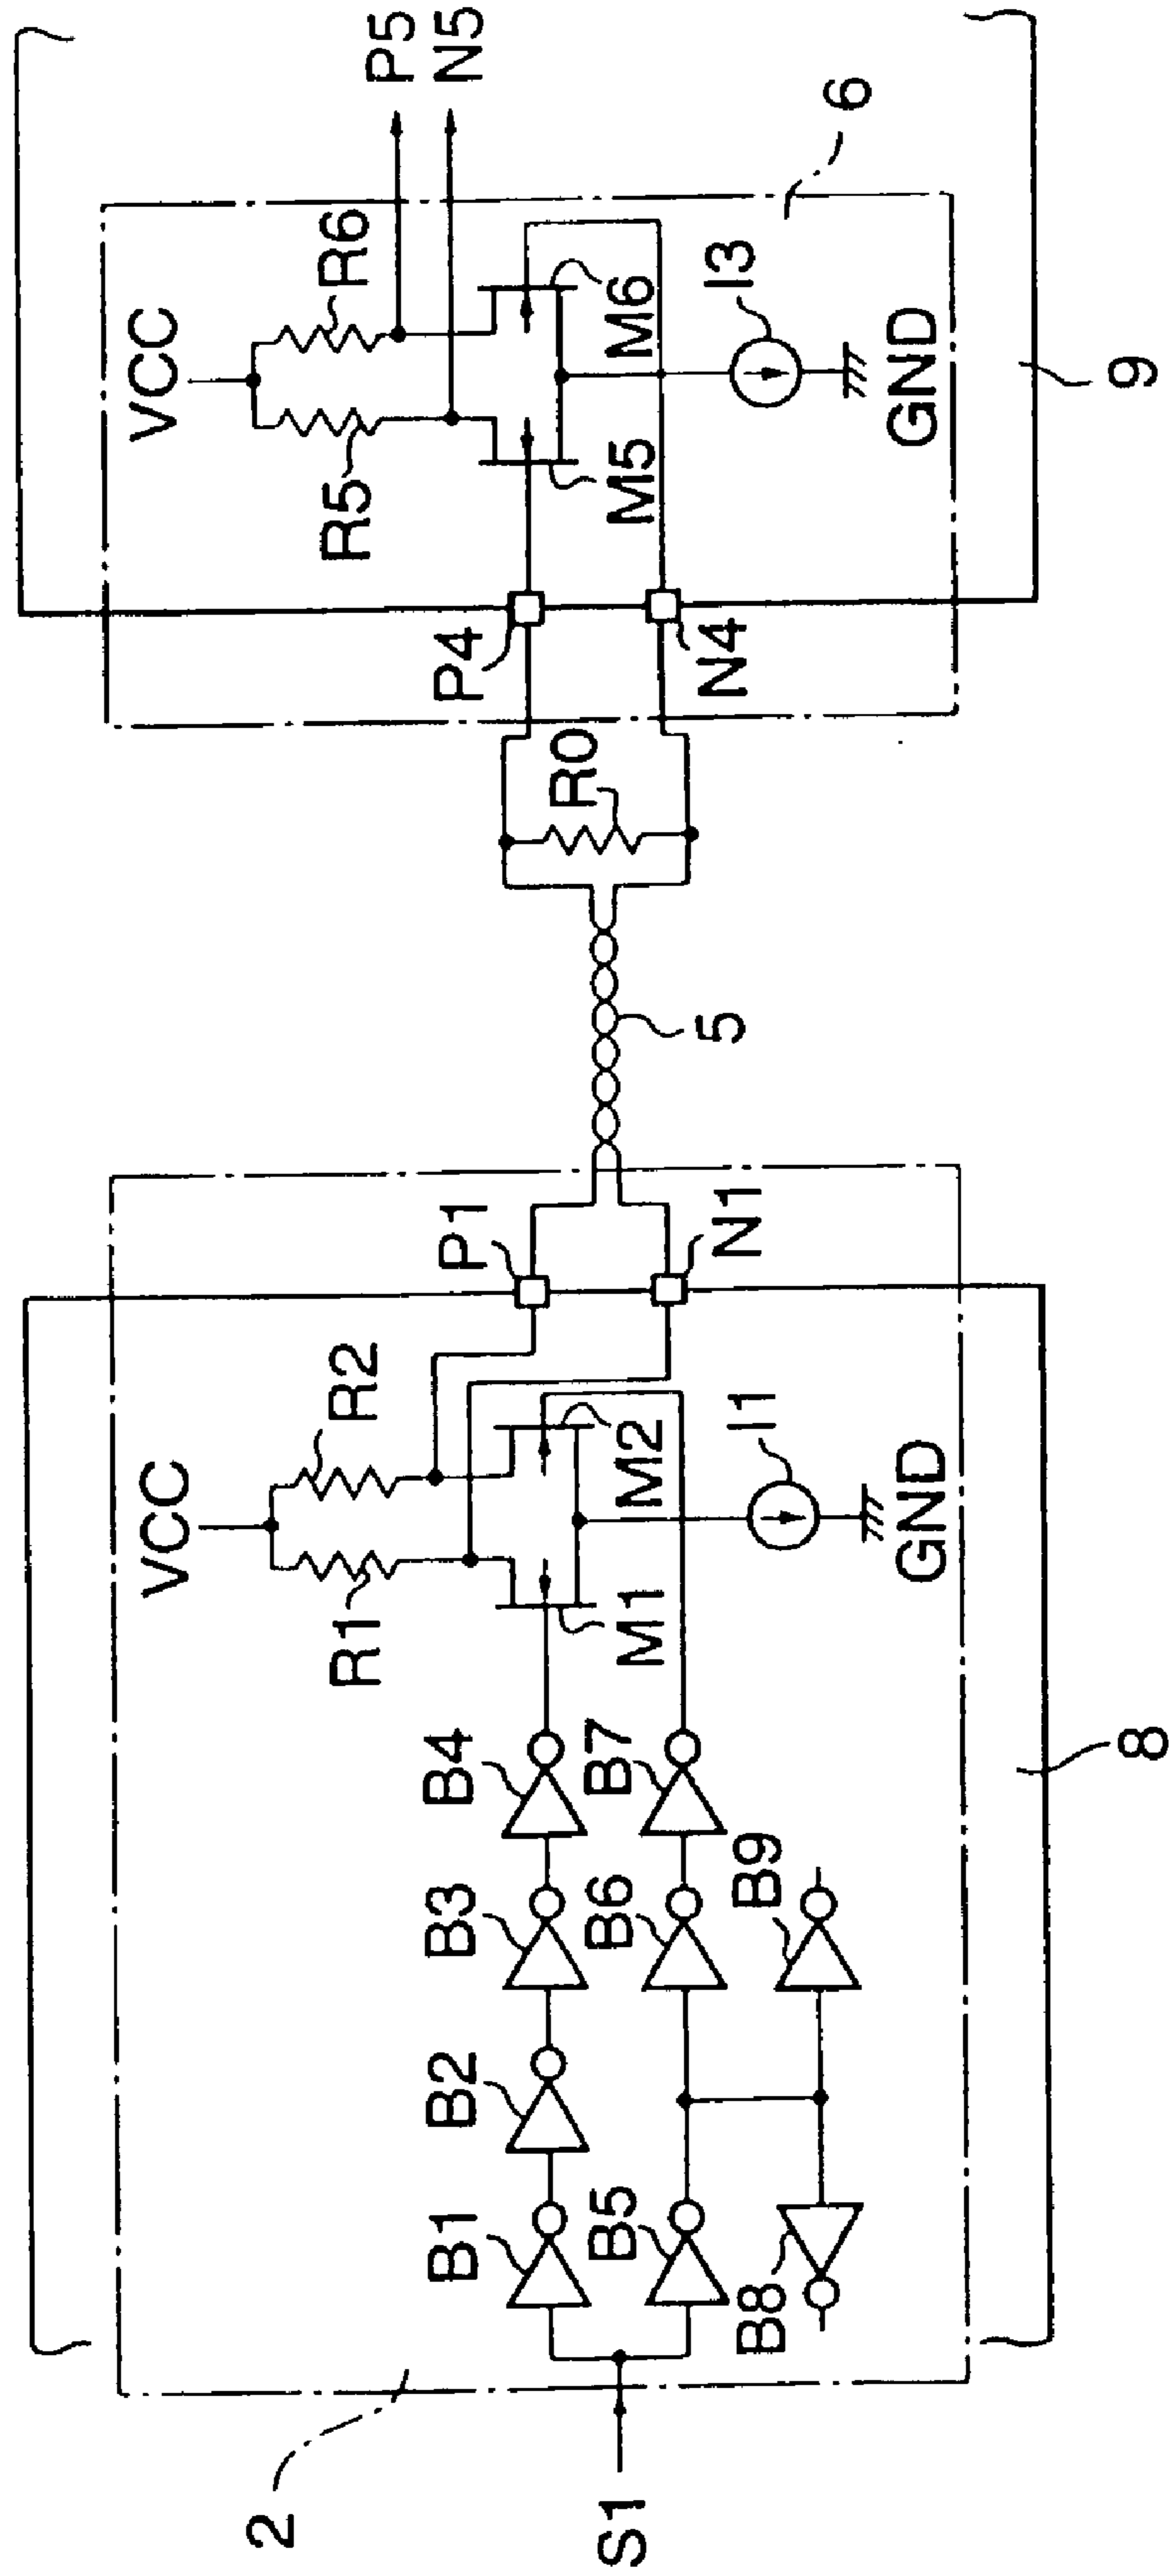 2
S1
B1
B2
B3
B4
B5
B6
B7
B8
B9
VCC
R1
R2
M1
M2
I1
GND
P1
N1
8
5
R0
P4
N4
VCC
R5
R6
M5
M6
I3
GND
P5
N5
6
9